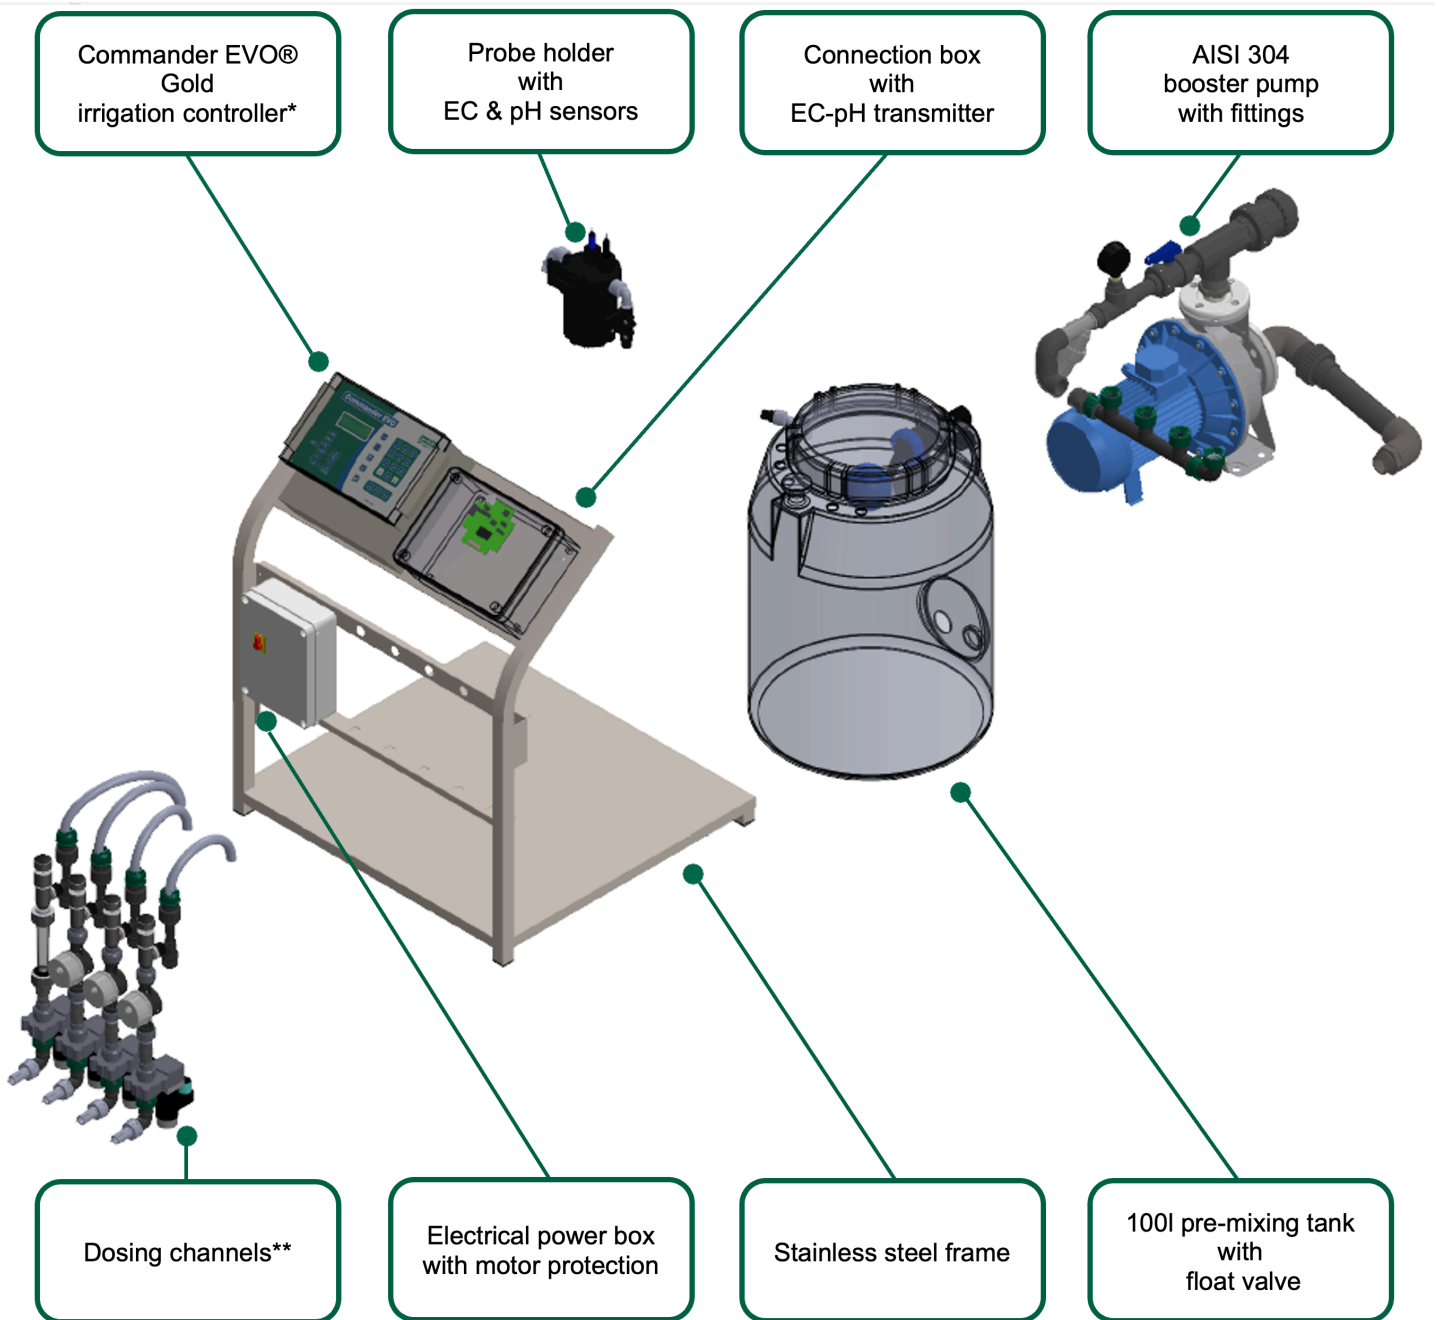 Commander EVO®
Gold
irrigation controller*
Probe holder
with
EC & pH sensors
Connection box
with
EC-pH transmitter
AISI 304
booster pump
with fittings
Commander EVO
Dosing channels**
Electrical power box
with motor protection
Stainless steel frame
100l pre-mixing tank
with
float valve